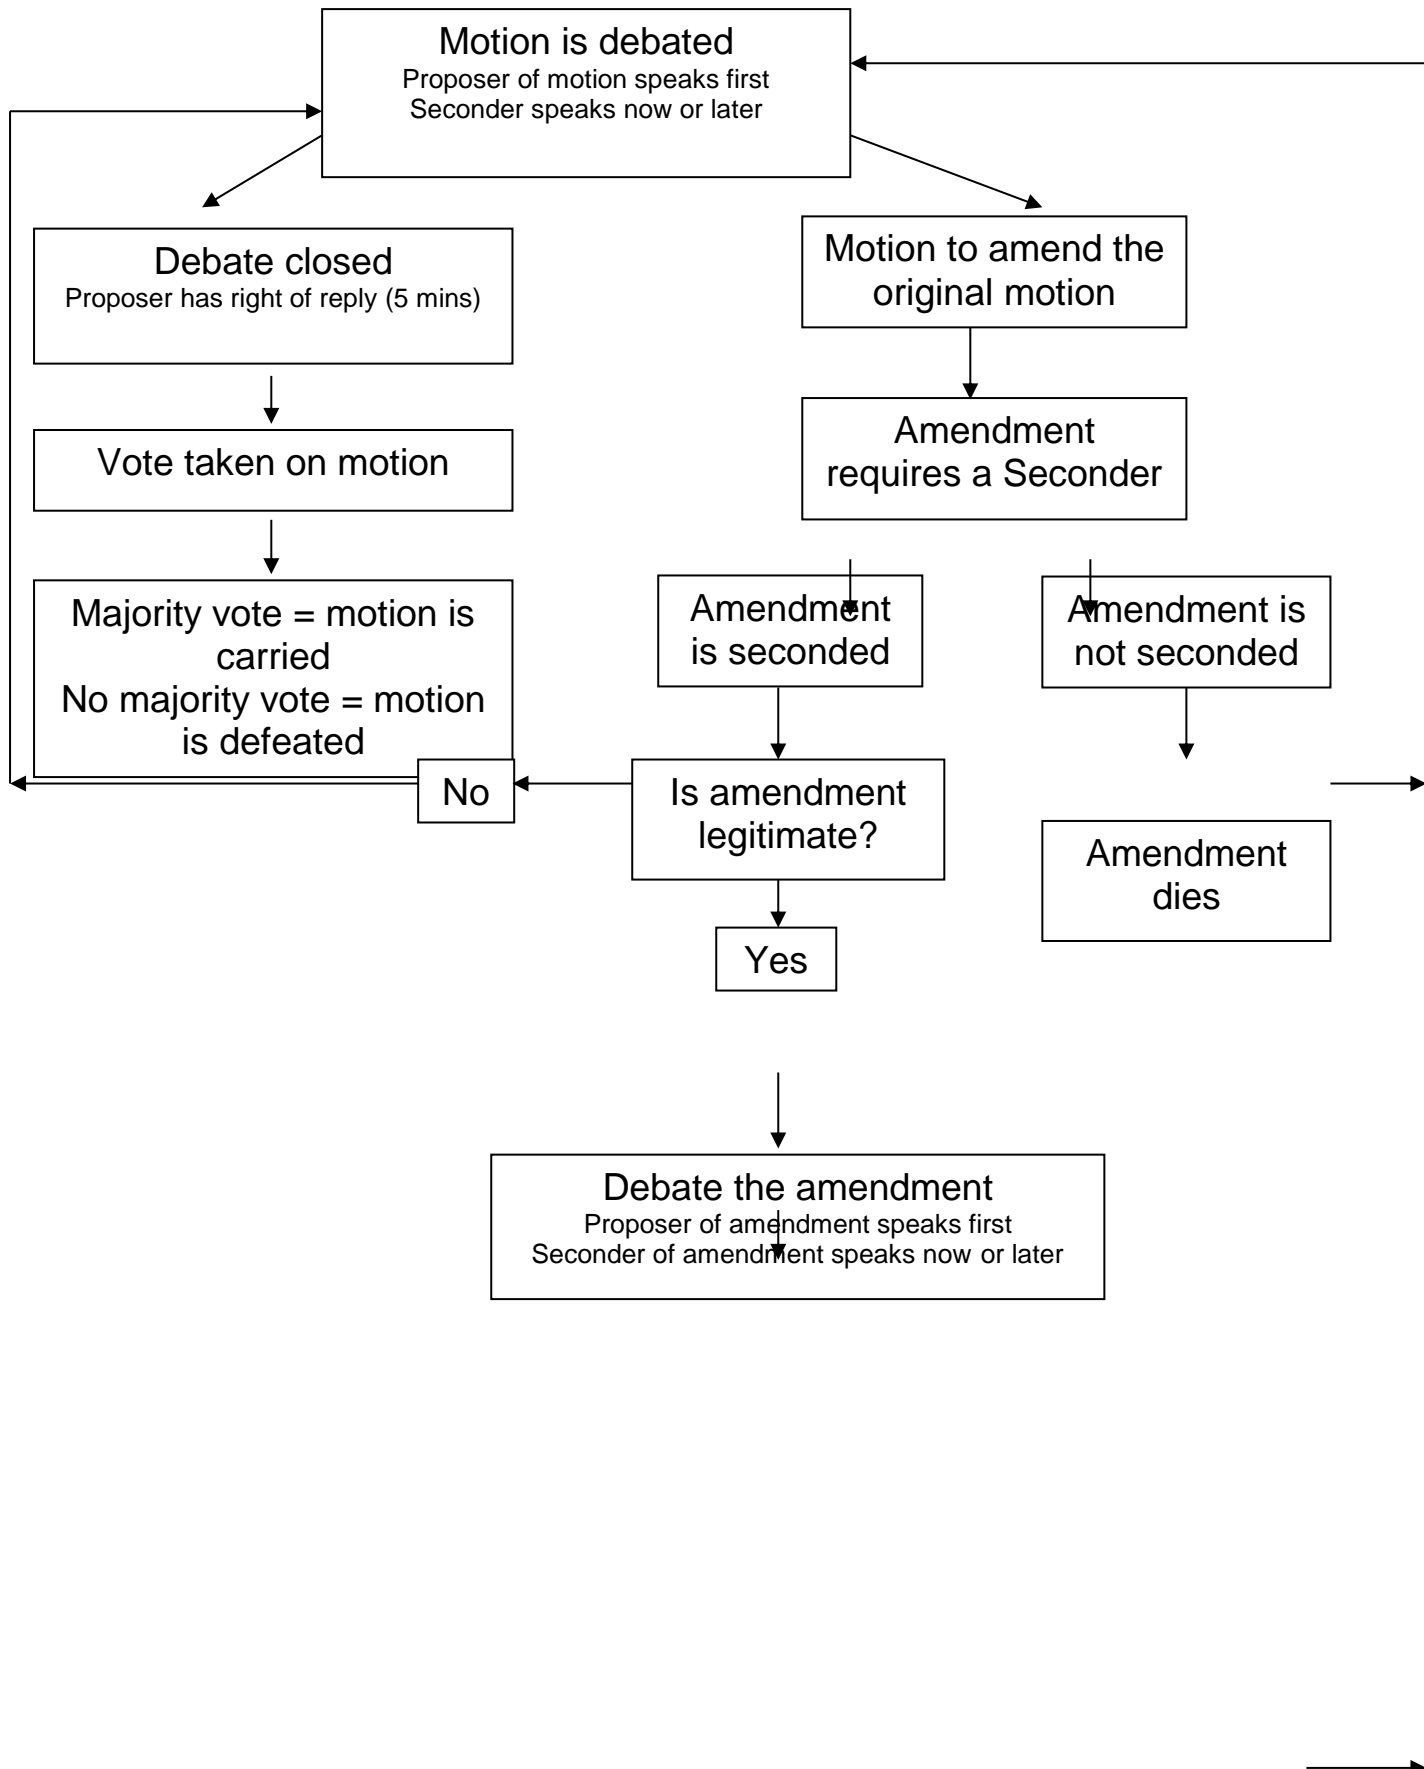 Motion is debated
Proposer of motion speaks first
Seconder speaks now or later
Debate closed
Proposer has right of reply (5 mins)
Motion to amend the
original motion
Vote taken on motion
Amendment
requires a Seconder
Majority vote = motion is
carried
No majority vote = motion
is defeated
Amendment
is seconded
Amendment is
not seconded
No
Is amendment
legitimate?
Amendment
dies
Yes
Debate the amendment
Proposer of amendment speaks first
Seconder of amendment speaks now or later